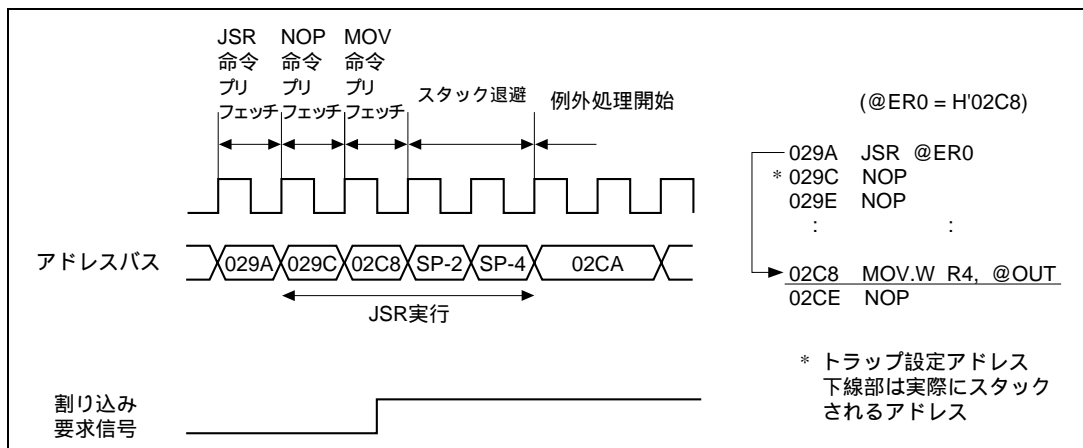 JSR NOP MOV
命令 命令 命令
プリ プリ プリ
フェッチ フェッチ フェッチ
スタック退避
例外処理開始
アドレスバス
029A 029C 02C8 SP-2 SP-4 02CA
JSR実行
割り込み
要求信号
(@ER0 = H'02C8)
029A JSR @ER0
* 029C NOP
029E NOP
: :
02C8 MOV.W R4, @OUT
02CE NOP
* トラップ設定アドレス
下線部は実際にスタック
されるアドレス